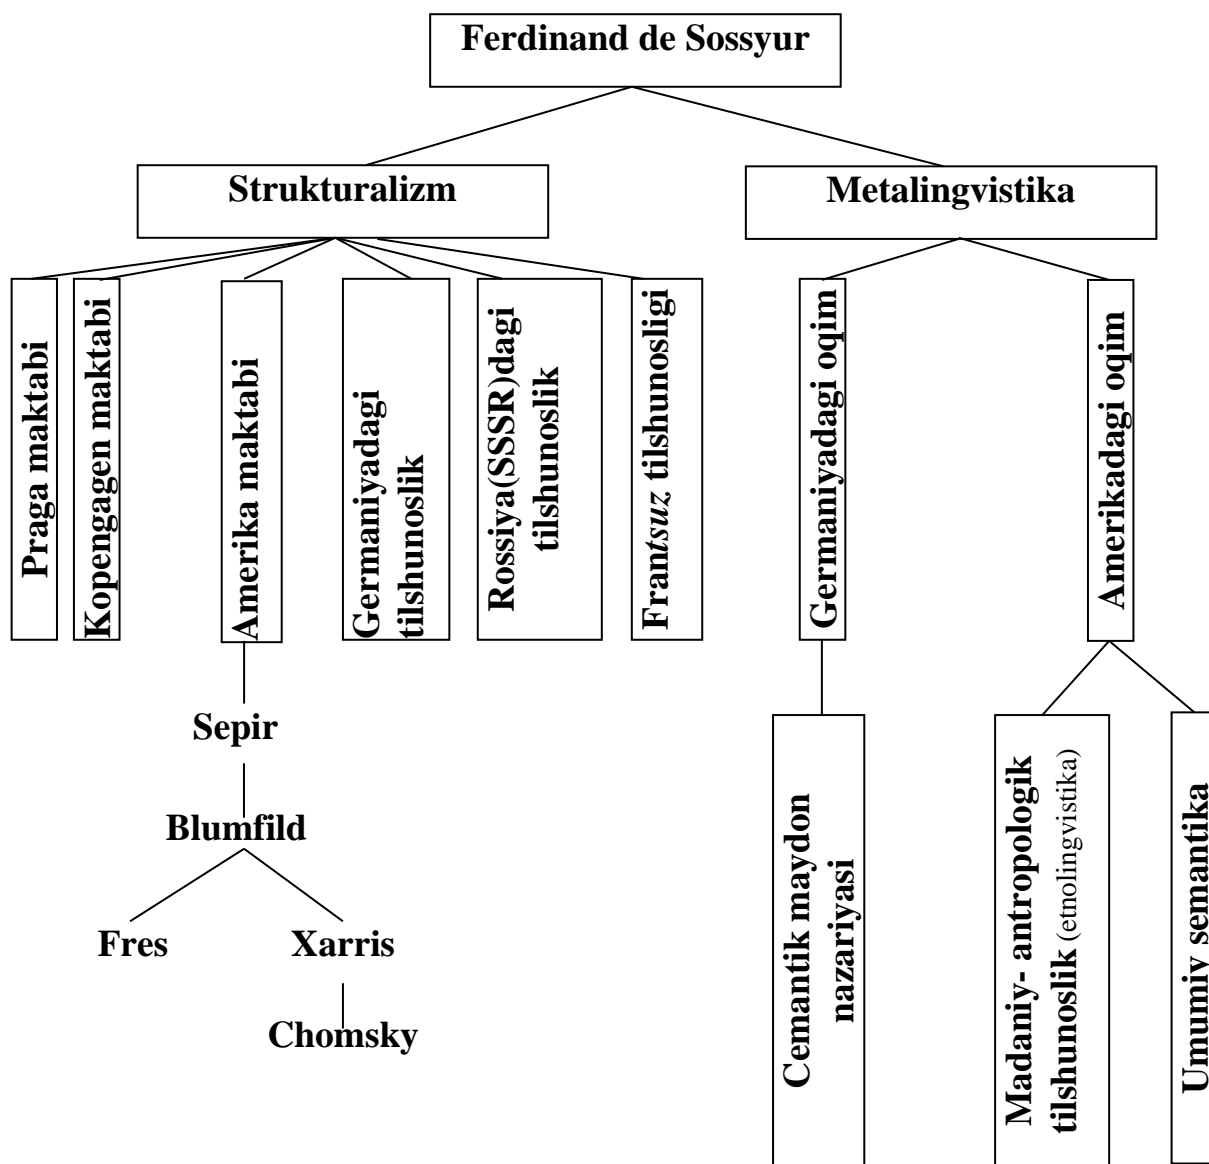 Ferdinand de Sossyur
Strukturalizm
Metalingvistika
Praga maktabi
Kopengagen maktabi
Amerika maktabi
Germaniyadagi
tilshunoslik
Rossiya(SSSR)dagi
tilshunoslik
Frantsuz tilshunosligi
Germaniyadagi oqim
Amerikadagi oqim
Sepir
Blumfild
Fres
Xarris
Chomsky
Cemantik maydon
nazariyasi
Madaniy- antropologik
tilshunoslik (etnolingvistika)
Umumiy semantika